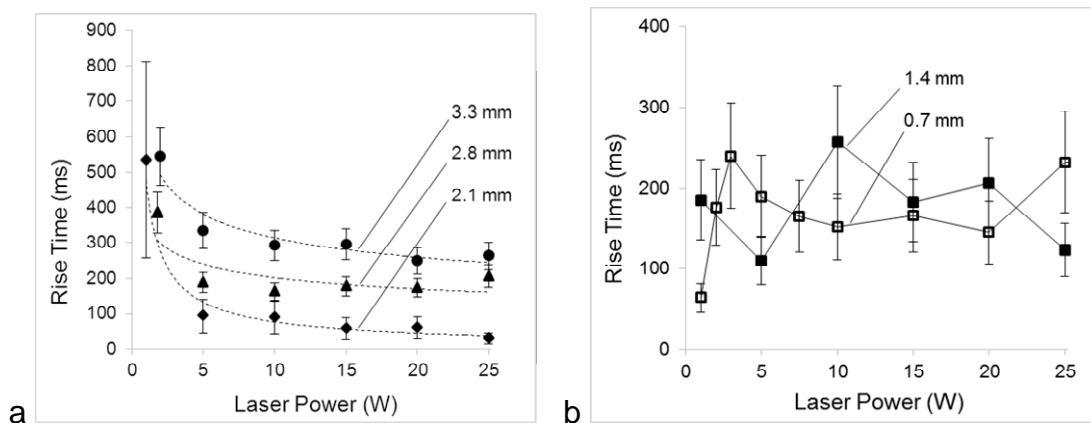 900
800
700
600
500
400
300
200
100
0
Rise Time (ms)
3.3 mm
2.8 mm
2.1 mm
0 5 10 15 20 25
Laser Power (W)
a
400
300
200
100
0
Rise Time (ms)
1.4 mm
0.7 mm
0 5 10 15 20 25
Laser Power (W)
b